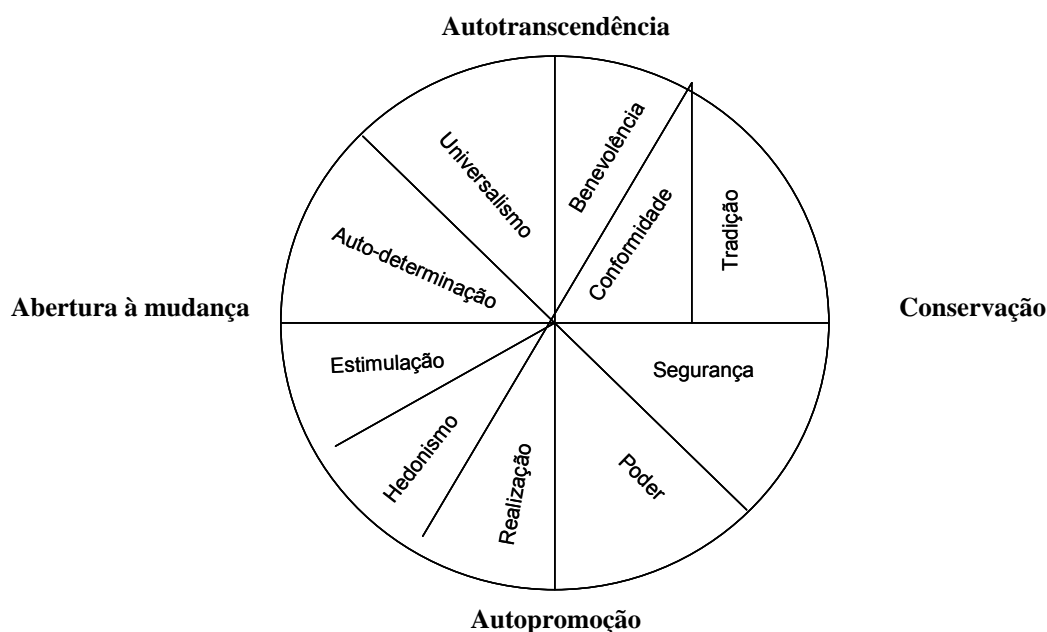 Autotranscendência
Universalismo
Benevolência
Conformidade
Tradição
Auto-determinação
Abertura à mudança
Conservação
Estimulação
Segurança
Hedonismo
Realização
Poder
Autopromoção